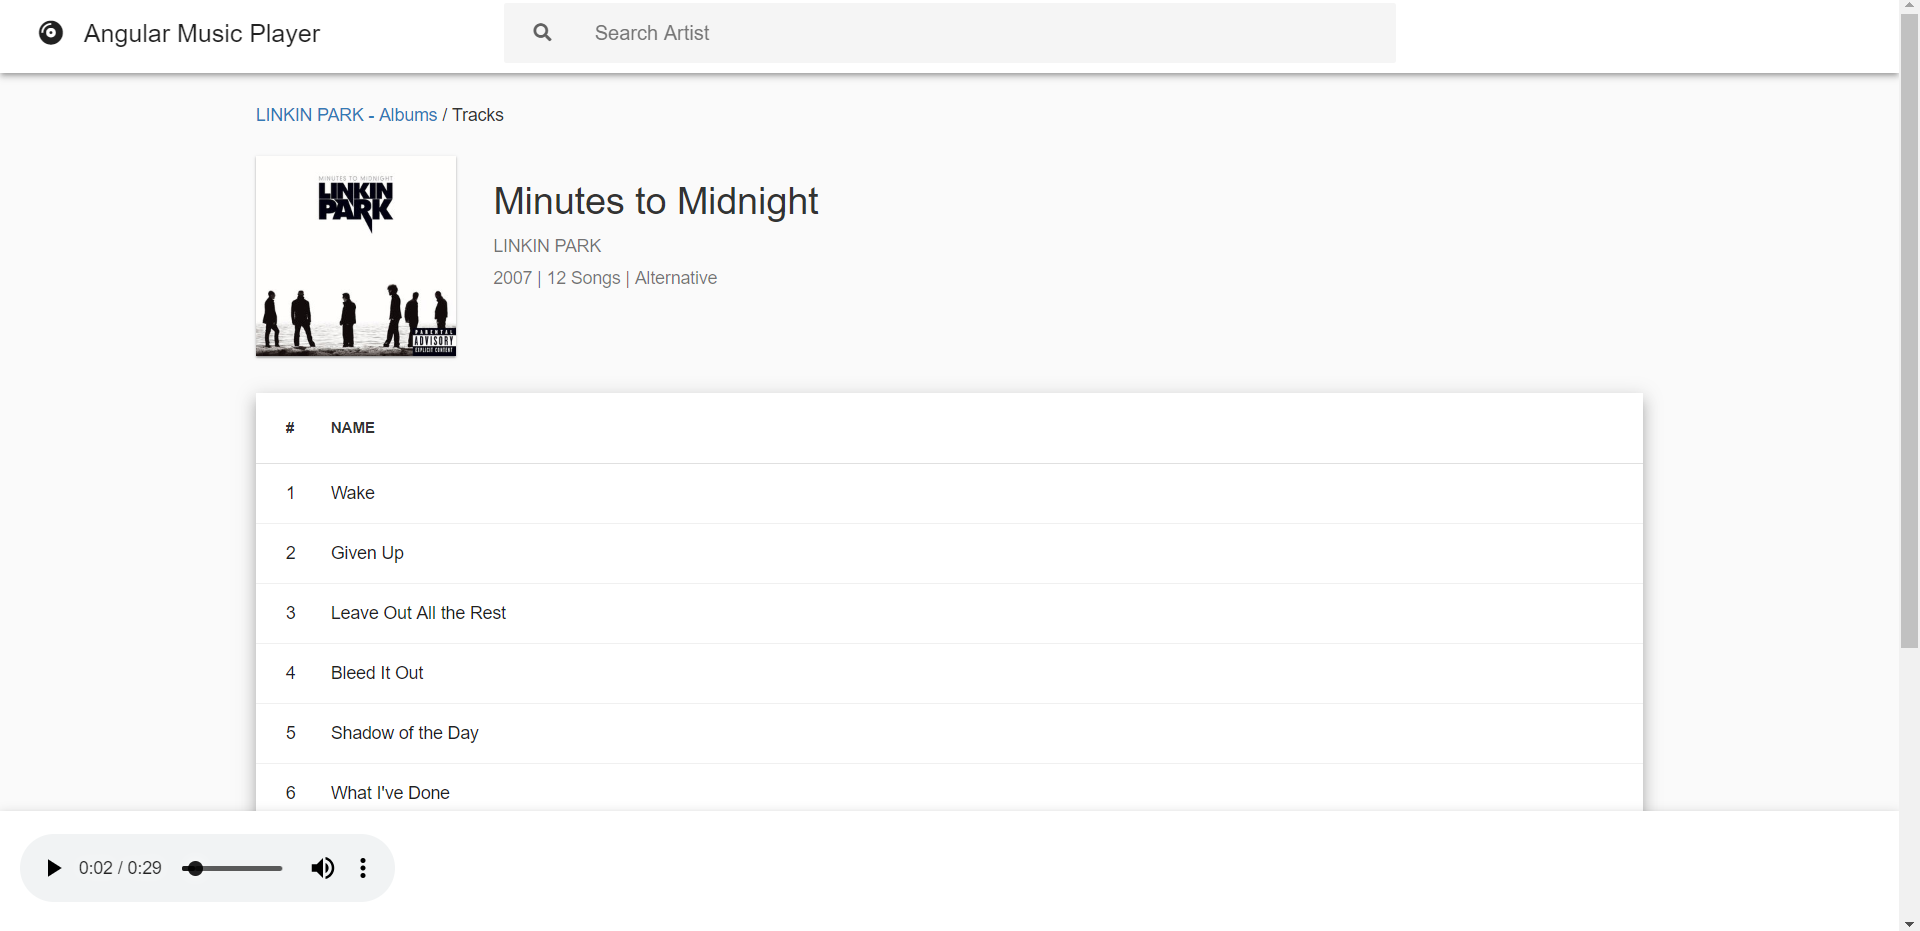 Angular Music Player
Search Artist
LINKIN PARK - Albums / Tracks
MINUTES TO MIDNIGHT
LINKIN
PARK
PARENTAL
ADVISORY
EXPLICIT CONTENT
Minutes to Midnight
LINKIN PARK
2007 | 12 Songs | Alternative
# NAME
1 Wake
2 Given Up
3 Leave Out All the Rest
4 Bleed It Out
5 Shadow of the Day
6 What I've Done
0:02 / 0:29